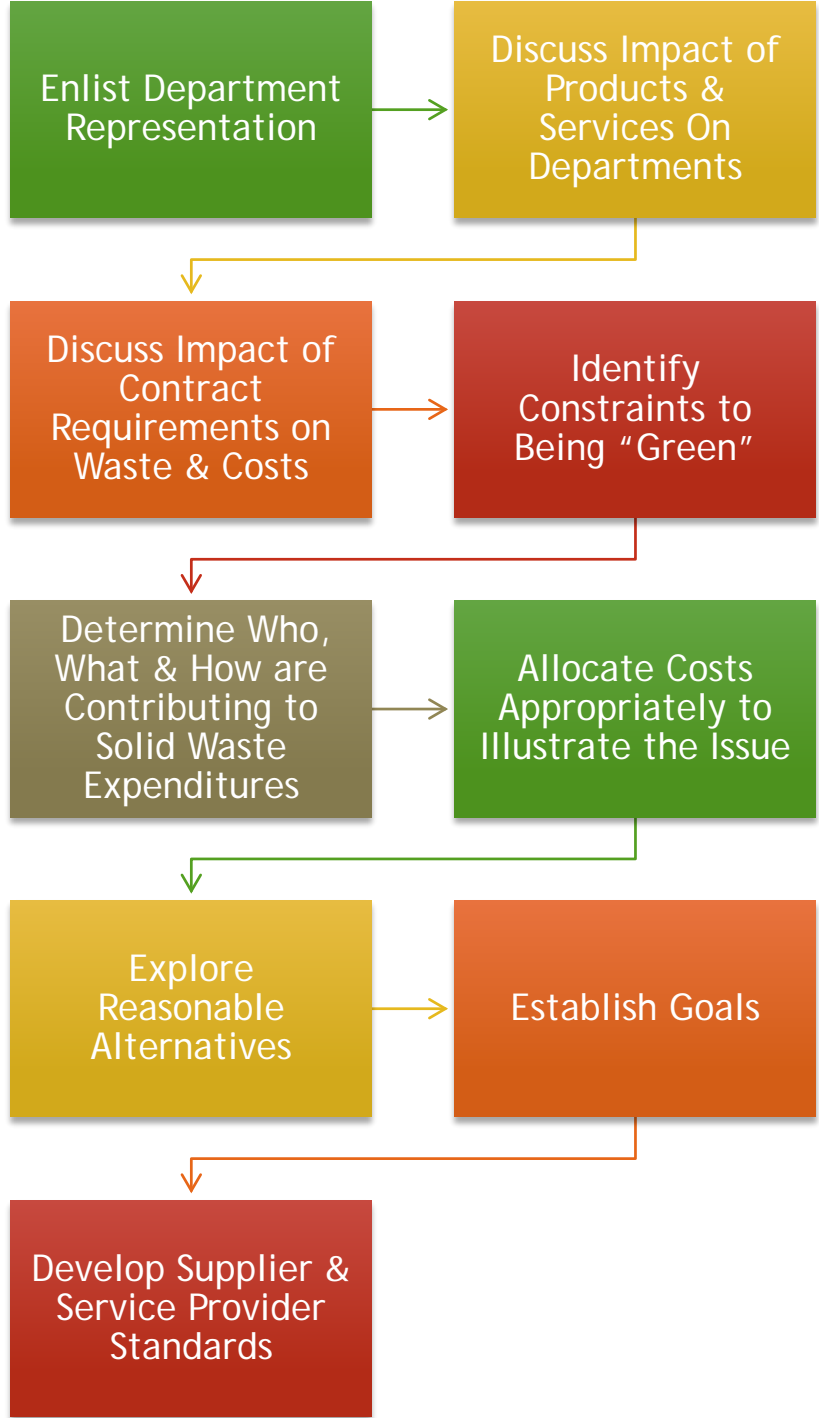 Enlist Department
Representation
Discuss Impact of
Products &
Services On
Departments
Discuss Impact of
Contract
Requirements on
Waste & Costs
Identify
Constraints to
Being “Green”
Determine Who,
What & How are
Contributing to
Solid Waste
Expenditures
Allocate Costs
Appropriately to
Illustrate the Issue
Explore
Reasonable
Alternatives
Establish Goals
Develop Supplier &
Service Provider
Standards